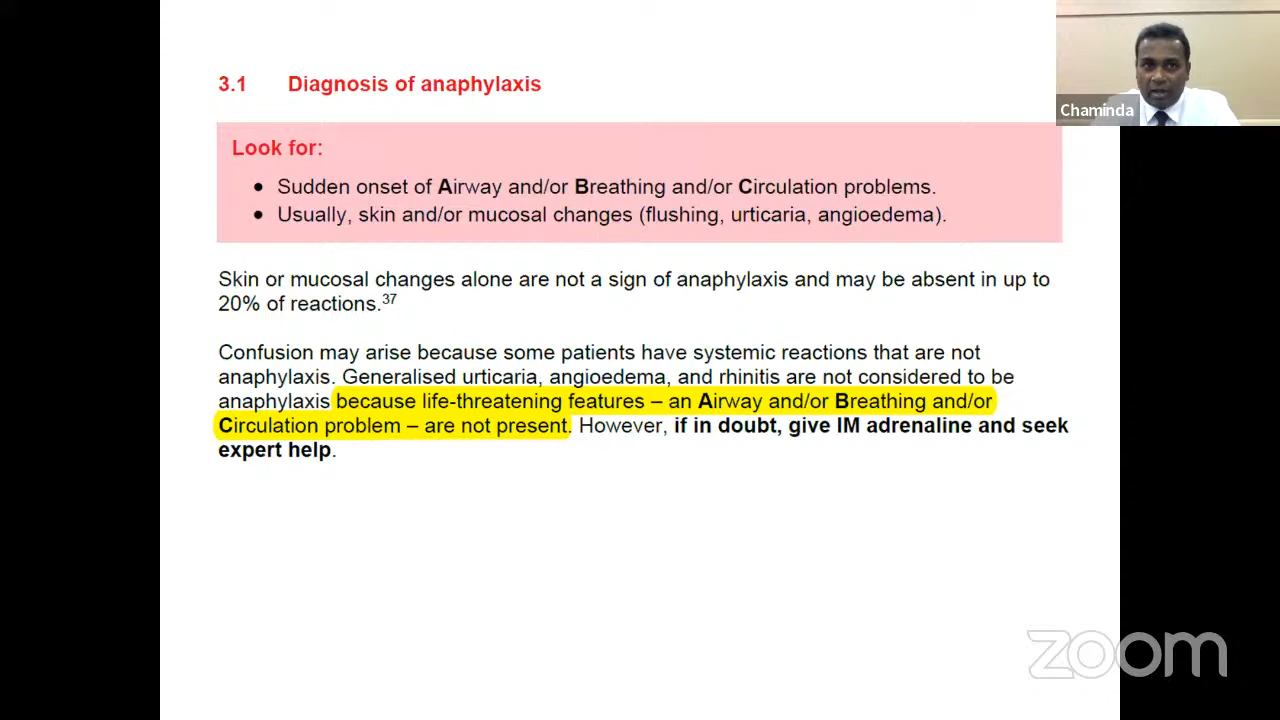 3.1 Diagnosis of anaphylaxis
Chaminda
Look for:
• Sudden onset of Airway and/or Breathing and/or Circulation problems.
• Usually, skin and/or mucosal changes (flushing, urticaria, angioedema).
Skin or mucosal changes alone are not a sign of anaphylaxis and may be absent in up to
20% of reactions.³⁷
Confusion may arise because some patients have systemic reactions that are not
anaphylaxis. Generalised urticaria, angioedema, and rhinitis are not considered to be
anaphylaxis because life-threatening features – an Airway and/or Breathing and/or
Circulation problem – are not present. However, if in doubt, give IM adrenaline and seek
expert help.
zoom